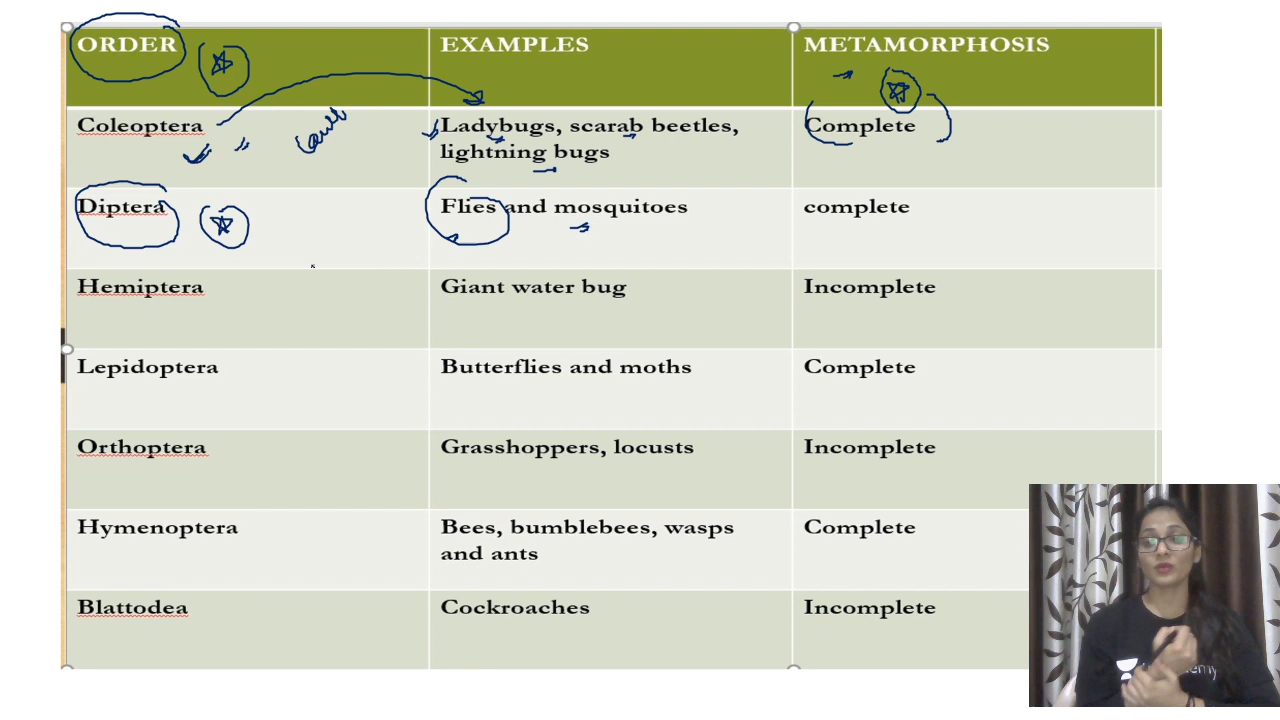 ORDER EXAMPLES METAMORPHOSIS
Coleoptera Ladybugs, scarab beetles, Complete
lightning bugs
Diptera Flies and mosquitoes complete
Hemiptera Giant water bug Incomplete
Lepidoptera Butterflies and moths Complete
Orthoptera Grasshoppers, locusts Incomplete
Hymenoptera Bees, bumblebees, wasps Complete
and ants
Blattodea Cockroaches Incomplete